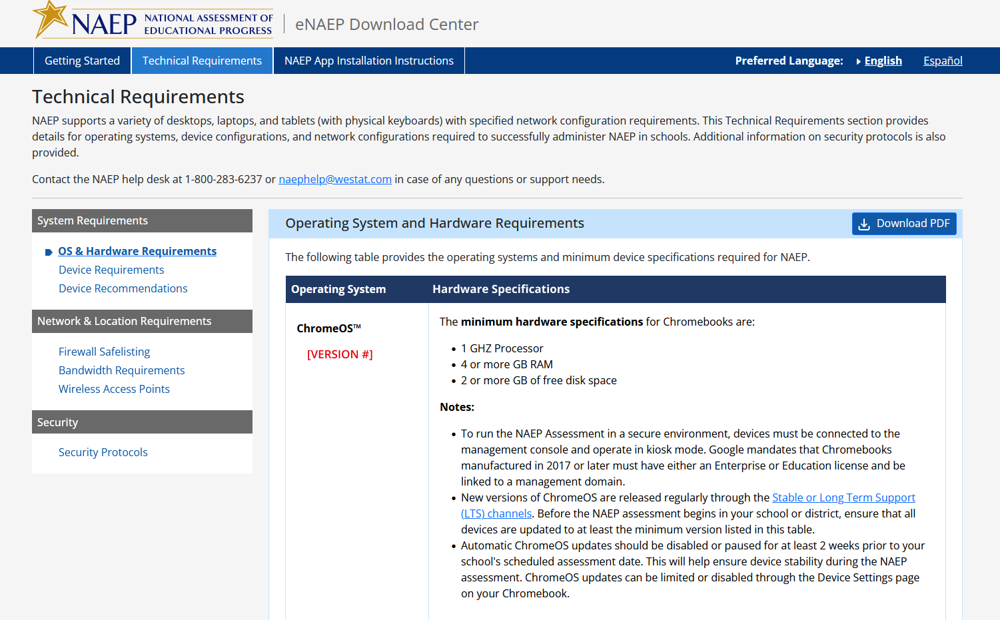 NAEP NATIONAL ASSESSMENT OF
EDUCATIONAL PROGRESS
eNAEP Download Center
Getting Started
Technical Requirements
NAEP App Installation Instructions
Preferred Language:
English
Español
Technical Requirements
NAEP supports a variety of desktops, laptops, and tablets (with physical keyboards) with specified network configuration requirements. This Technical Requirements section provides
details for operating systems, device configurations, and network configurations required to successfully administer NAEP in schools. Additional information on security protocols is also
provided.
Contact the NAEP help desk at 1-800-283-6237 or naephelp@westat.com in case of any questions or support needs.
System Requirements
OS & Hardware Requirements
Device Requirements
Device Recommendations
Network & Location Requirements
Firewall Safelisting
Bandwidth Requirements
Wireless Access Points
Security
Security Protocols
Operating System and Hardware Requirements
Download PDF
The following table provides the operating systems and minimum device specifications required for NAEP.
Operating System
Hardware Specifications
ChromeOS™
[VERSION #]
The minimum hardware specifications for Chromebooks are:
• 1 GHZ Processor
• 4 or more GB RAM
• 2 or more GB of free disk space
Notes:
• To run the NAEP Assessment in a secure environment, devices must be connected to the
management console and operate in kiosk mode. Google mandates that Chromebooks
manufactured in 2017 or later must have either an Enterprise or Education license and be
linked to a management domain.
• New versions of ChromeOS are released regularly through the Stable or Long Term Support
(LTS) channels. Before the NAEP assessment begins in your school or district, ensure that all
devices are updated to at least the minimum version listed in this table.
• Automatic ChromeOS updates should be disabled or paused for at least 2 weeks prior to your
school's scheduled assessment date. This will help ensure device stability during the NAEP
assessment. ChromeOS updates can be limited or disabled through the Device Settings page
on your Chromebook.